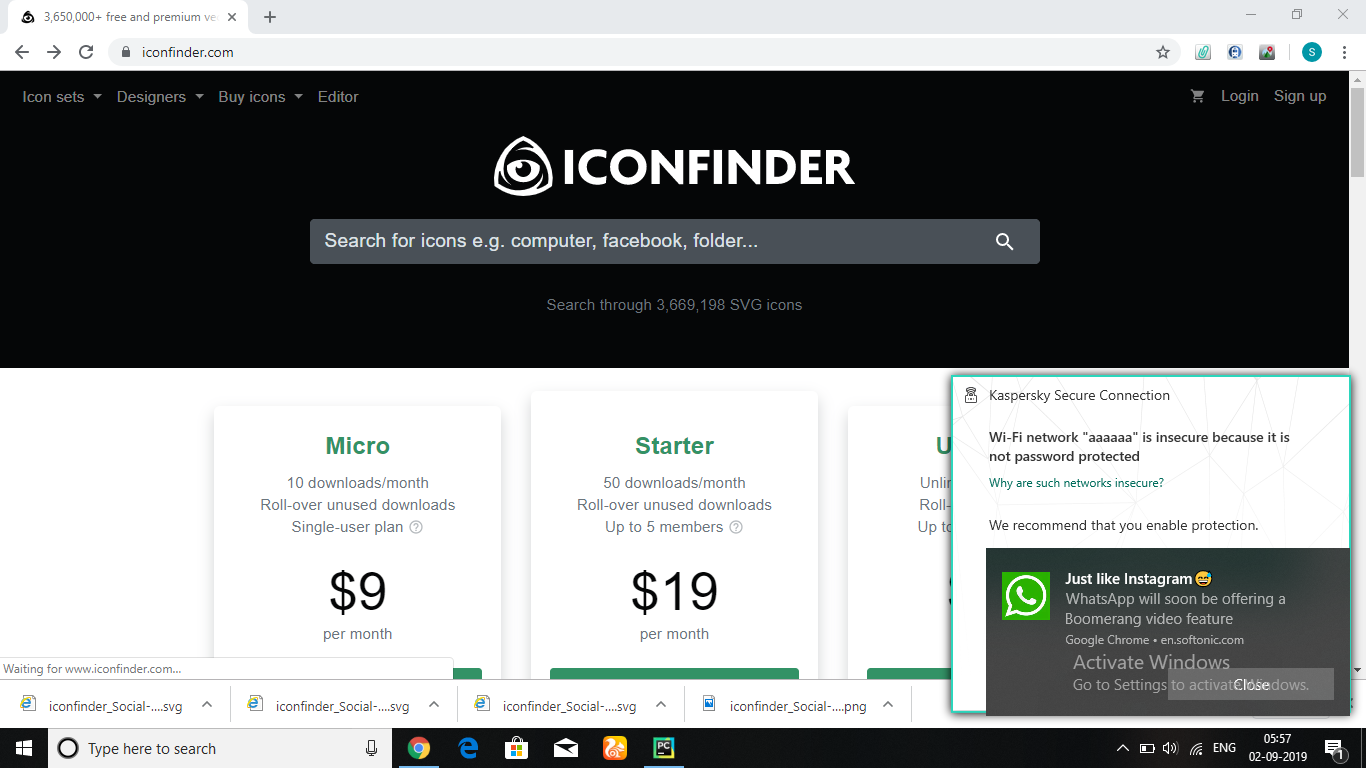 3,650,000+ free and premium ve
iconfinder.com
S
Icon sets
Designers
Buy icons
Editor
Login
Sign up
ICONFINDER
Search for icons e.g. computer, facebook, folder...
Search through 3,669,198 SVG icons
Micro
10 downloads/month
Roll-over unused downloads
Single-user plan ?
$9
per month
Starter
50 downloads/month
Roll-over unused downloads
Up to 5 members ?
$19
per month
U
Unlin
Roll-
Up to
Kaspersky Secure Connection
Wi-Fi network "aaaaaa" is insecure because it is
not password protected
Why are such networks insecure?
We recommend that you enable protection.
Just like Instagram😅
WhatsApp will soon be offering a
Boomerang video feature
Google Chrome • en.softonic.com
Activate Windows
Go to Settings to activate Windows.
Close
Waiting for www.iconfinder.com...
iconfinder_Social-....svg
iconfinder_Social-....svg
iconfinder_Social-....svg
iconfinder_Social-....png
Type here to search
PC
ENG
05:57
02-09-2019
1